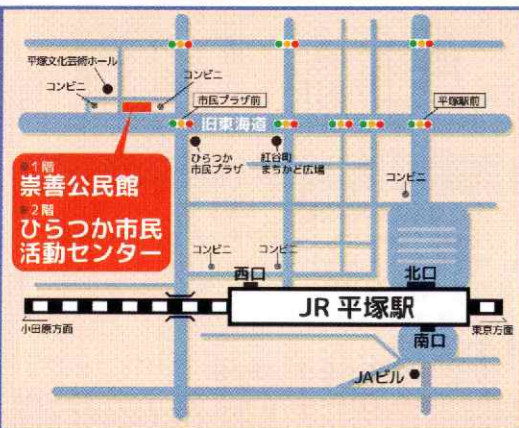 平塚文化芸術ホール
コンビニ
コンビニ
市民プラザ前
平塚駅前
旧東海道
ひらつか
市民プラザ
紅谷町
まちかど広場
コンビニ
1階
崇善公民館
2階
ひらつか市民
活動センター
コンビニ
コンビニ
西口
北口
JR 平塚駅
小田原方面
東京方面
南口
JAビル